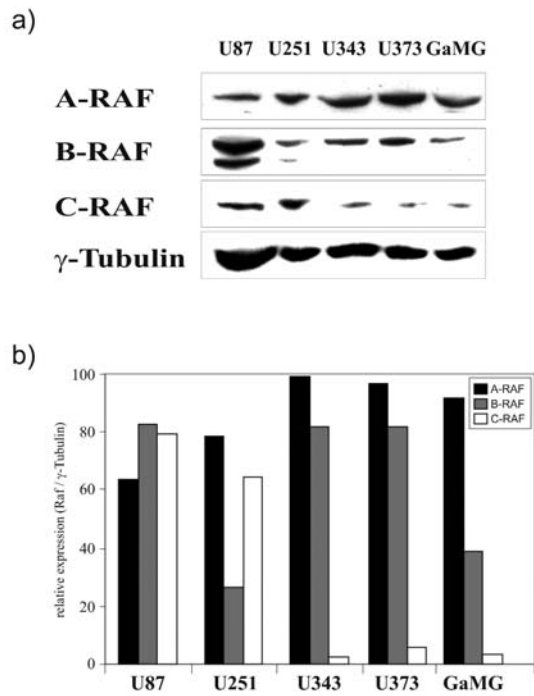 a)
U87 U251 U343 U373 GaMG
A-RAF
B-RAF
C-RAF
γ-Tubulin
b)
relative expression (Raf / γ-Tubulin)
100
80
60
40
20
0
A-RAF
B-RAF
C-RAF
U87 U251 U343 U373 GaMG